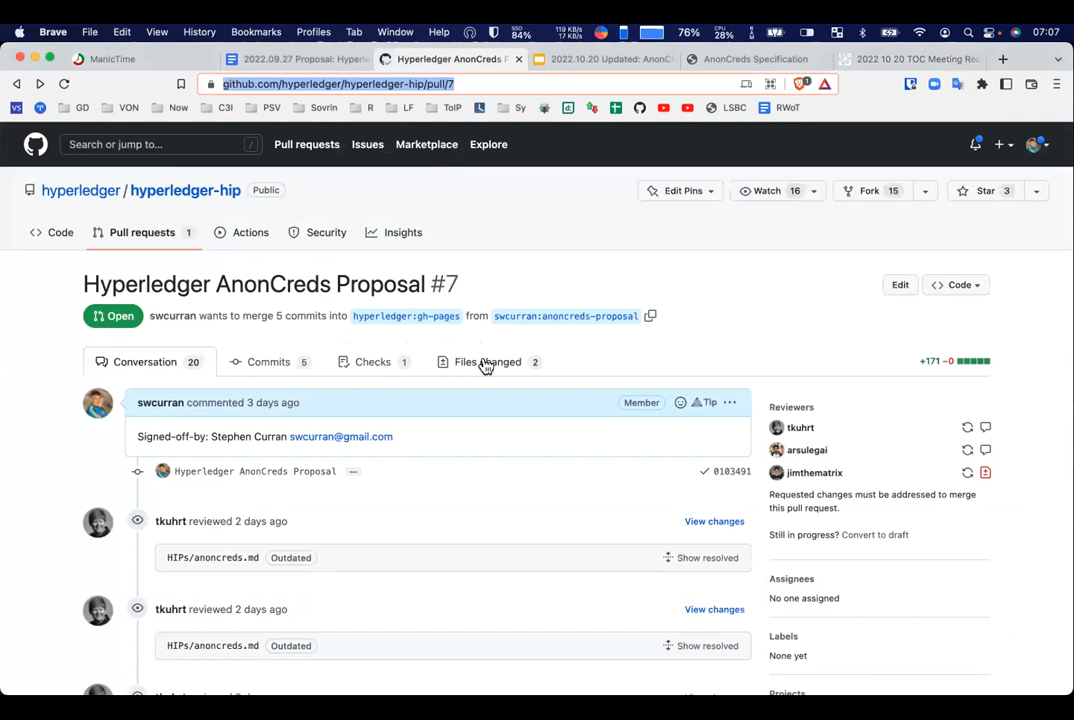 Brave File Edit View History Bookmarks Profiles Tab Window Help SSD 84% 119 KB/s 17 KB/s 76% CPU 28% 07:07
ManicTime 2022.09.27 Proposal: Hyperle Hyperledger AnonCreds P 2022.10.20 Updated: AnonC AnonCreds Specification 2022 10 20 TOC Meeting Rec
github.com/hyperledger/hyperledger-hip/pull/7
VS GD VON Now C3I PSV Sovrin R LF ToIP Sy LSBC RWoT
Search or jump to... / Pull requests Issues Marketplace Explore
hyperledger / hyperledger-hip Public Edit Pins Watch 16 Fork 15 Star 3
Code Pull requests 1 Actions Security Insights
Hyperledger AnonCreds Proposal #7 Edit Code
Open swcurran wants to merge 5 commits into hyperledger:gh-pages from swcurran:anoncreds-proposal
Conversation 20 Commits 5 Checks 1 Files changed 2 +171 −0
swcurran commented 3 days ago Member Tip ...
Signed-off-by: Stephen Curran swcurran@gmail.com
Hyperledger AnonCreds Proposal ... 0103491
tkuhrt reviewed 2 days ago View changes
HIPs/anoncreds.md Outdated Show resolved
tkuhrt reviewed 2 days ago View changes
HIPs/anoncreds.md Outdated Show resolved
Reviewers
tkuhrt
arsulegai
jimthematrix
Requested changes must be addressed to merge
this pull request.
Still in progress? Convert to draft
Assignees
No one assigned
Labels
None yet
Projects